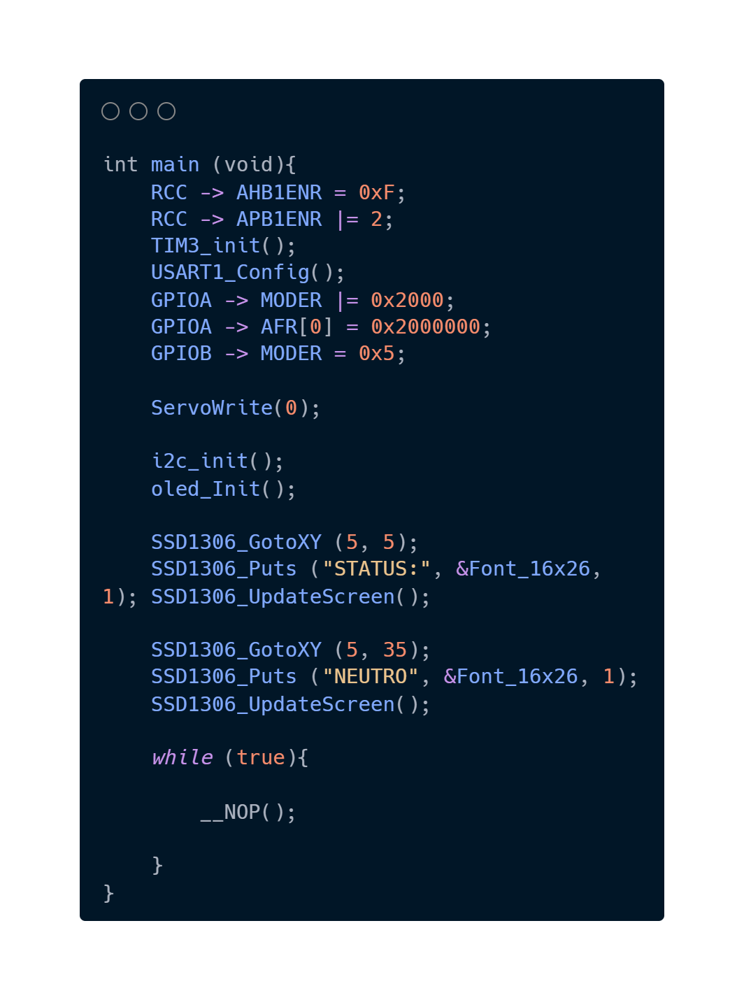 int main (void){
    RCC -> AHB1ENR = 0xF;
    RCC -> APB1ENR |= 2;
    TIM3_init();
    USART1_Config();
    GPIOA -> MODER |= 0x2000;
    GPIOA -> AFR[0] = 0x2000000;
    GPIOB -> MODER = 0x5;

    ServoWrite(0);

    i2c_init();
    oled_Init();

    SSD1306_GotoXY (5, 5);
    SSD1306_Puts ("STATUS:", &Font_16x26,
1); SSD1306_UpdateScreen();

    SSD1306_GotoXY (5, 35);
    SSD1306_Puts ("NEUTRO", &Font_16x26, 1);
    SSD1306_UpdateScreen();

    while (true){

        __NOP();

    }
}